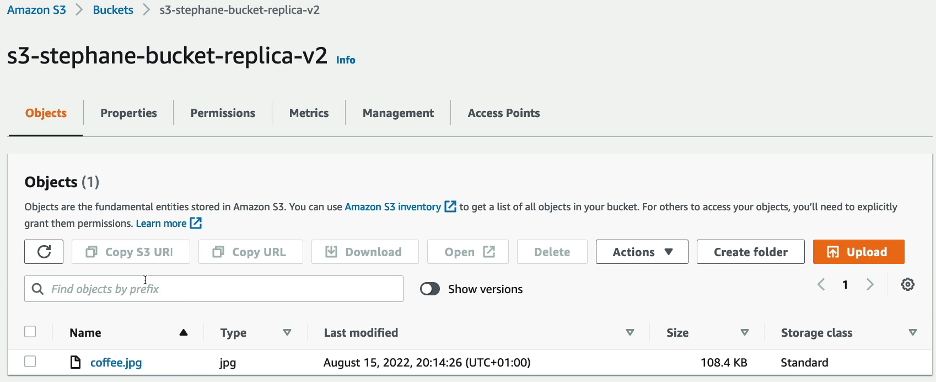 Amazon S3 > Buckets > s3-stephane-bucket-replica-v2
s3-stephane-bucket-replica-v2 Info
Objects Properties Permissions Metrics Management Access Points
Objects (1)
Objects are the fundamental entities stored in Amazon S3. You can use Amazon S3 inventory to get a list of all objects in your bucket. For others to access your objects, you'll need to explicitly
grant them permissions. Learn more
Copy S3 URI Copy URL Download Open Delete Actions Create folder Upload
Find objects by prefix Show versions < 1 >
Name Type Last modified Size Storage class
coffee.jpg jpg August 15, 2022, 20:14:26 (UTC+01:00) 108.4 KB Standard